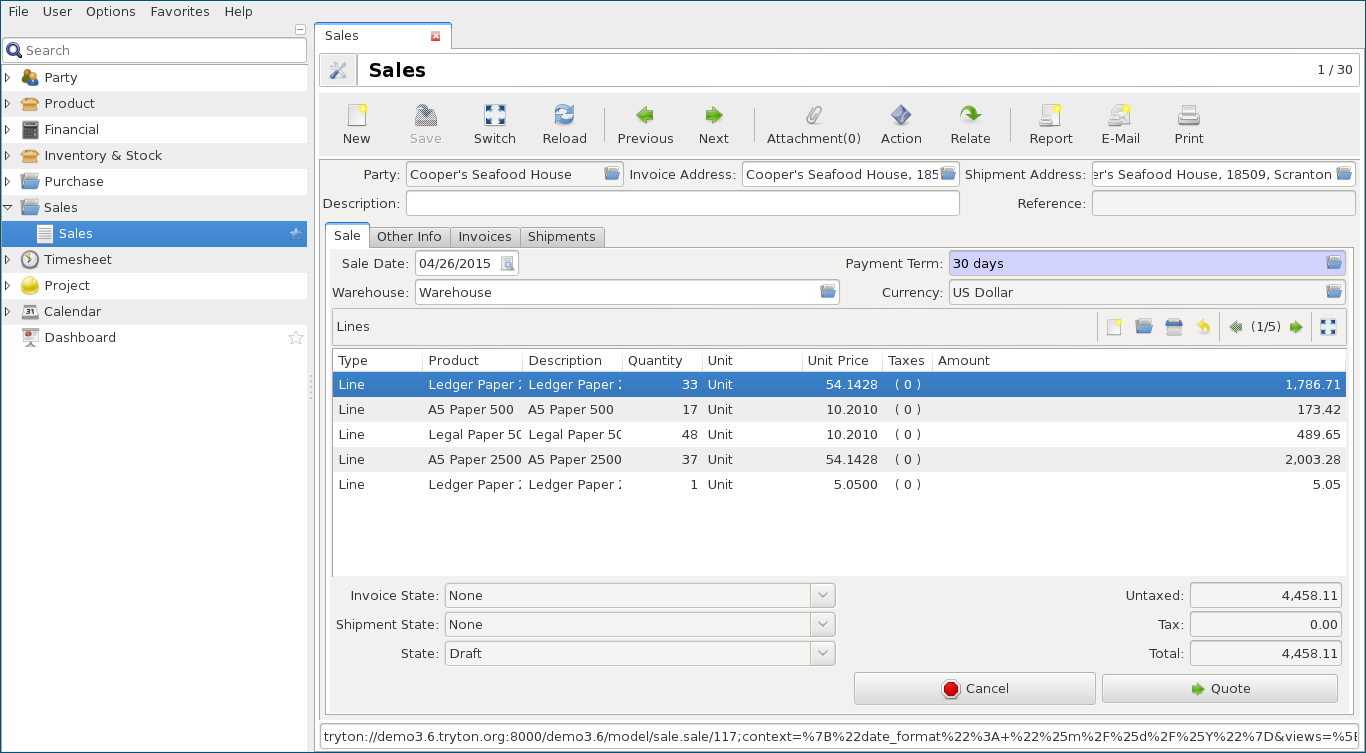 File User Options Favorites Help
Search
Party
Product
Financial
Inventory & Stock
Purchase
Sales
Sales
Timesheet
Project
Calendar
Dashboard
Sales
Sales 1 / 30
New Save Switch Reload Previous Next Attachment(0) Action Relate Report E-Mail Print
Party: Cooper's Seafood House Invoice Address: Cooper's Seafood House, 185 Shipment Address: er's Seafood House, 18509, Scranton
Description: Reference:
Sale Other Info Invoices Shipments
Sale Date: 04/26/2015 Payment Term: 30 days
Warehouse: Warehouse Currency: US Dollar
Lines (1/5)
Type Product Description Quantity Unit Unit Price Taxes Amount
Line Ledger Paper 2 Ledger Paper 2 33 Unit 54.1428 ( 0 ) 1,786.71
Line A5 Paper 500 A5 Paper 500 17 Unit 10.2010 ( 0 ) 173.42
Line Legal Paper 50 Legal Paper 50 48 Unit 10.2010 ( 0 ) 489.65
Line A5 Paper 2500 A5 Paper 2500 37 Unit 54.1428 ( 0 ) 2,003.28
Line Ledger Paper 2 Ledger Paper 2 1 Unit 5.0500 ( 0 ) 5.05
Invoice State: None Untaxed: 4,458.11
Shipment State: None Tax: 0.00
State: Draft Total: 4,458.11
Cancel Quote
tryton://demo3.6.tryton.org:8000/demo3.6/model/sale.sale/117;context=%7B%22date_format%22%3A+%22%25m%2F%25d%2F%25Y%22%7D&views=%5B